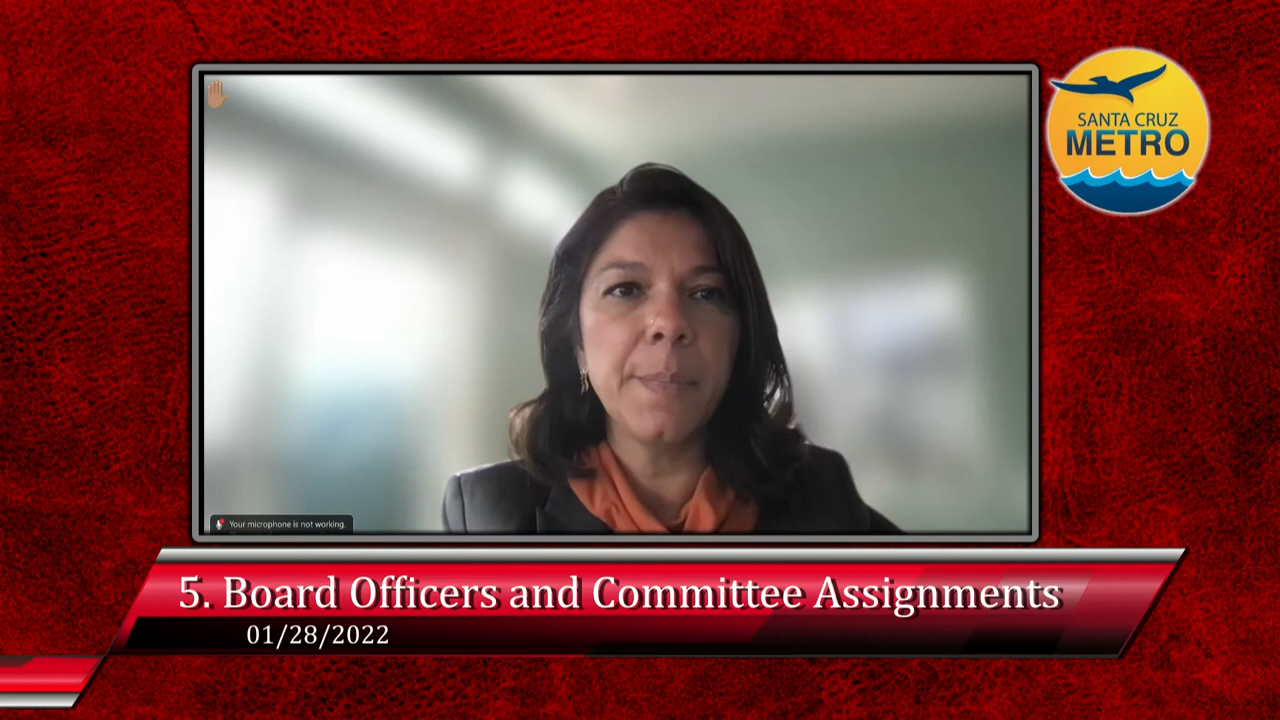 SANTA CRUZ
METRO
Your microphone is not working.
5. Board Officers and Committee Assignments
01/28/2022